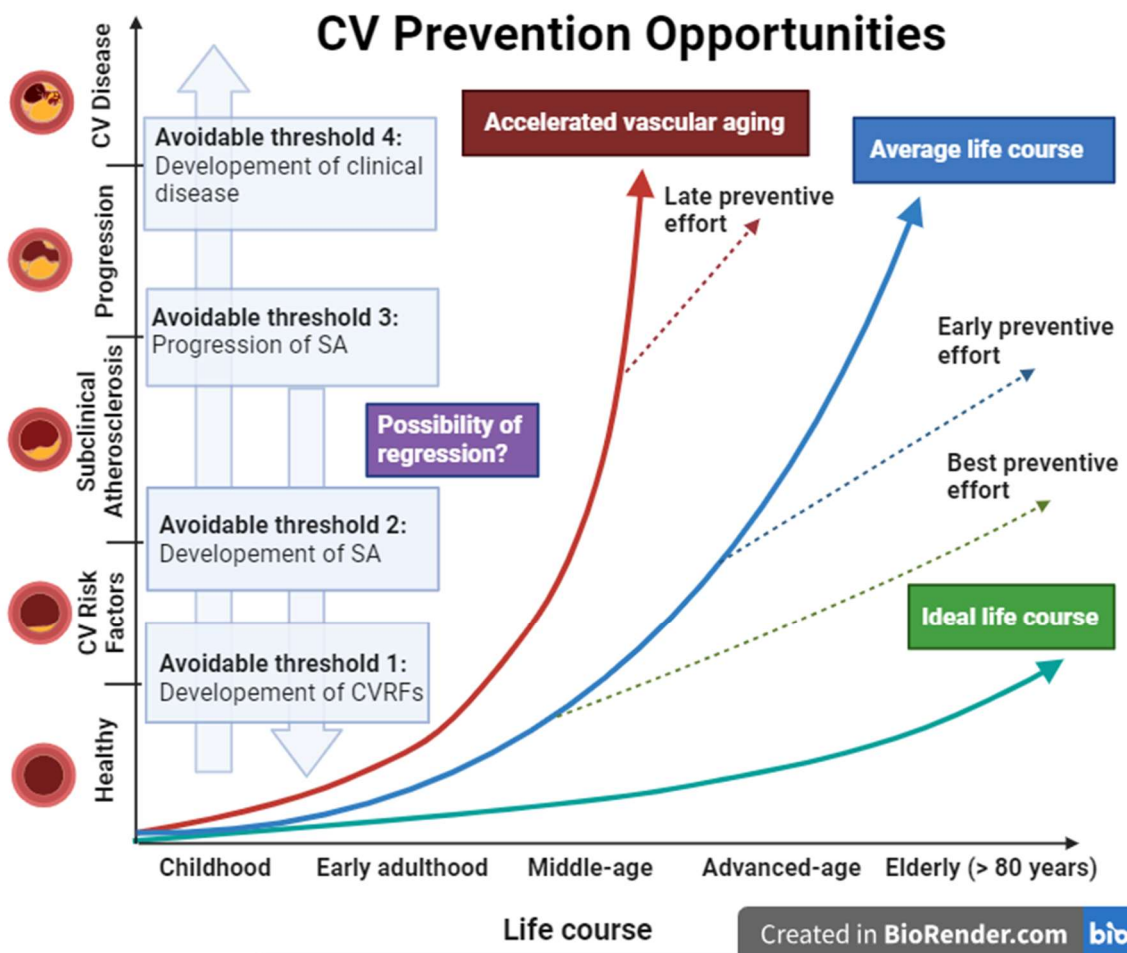 CV Prevention Opportunities
CV Disease
Progression
Subclinical
Atherosclerosis
CV Risk
Factors
Healthy
Avoidable threshold 4:
Developement of clinical
disease
Avoidable threshold 3:
Progression of SA
Possibility of
regression?
Avoidable threshold 2:
Developement of SA
Avoidable threshold 1:
Developement of CVRFs
Accelerated vascular aging
Late preventive
effort
Average life course
Early preventive
effort
Best preventive
effort
Ideal life course
Childhood
Early adulthood
Middle-age
Advanced-age
Elderly (> 80 years)
Life course
Created in BioRender.com
bio